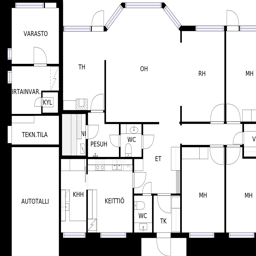 VARASTO
TH
OH
RH
MH
IRTAINVAR.
KYL
TEKN.TILA
PESUH
WC
V
ET
AUTOTALLI
KHH
KEITTIÖ
WC
TK
MH
MH